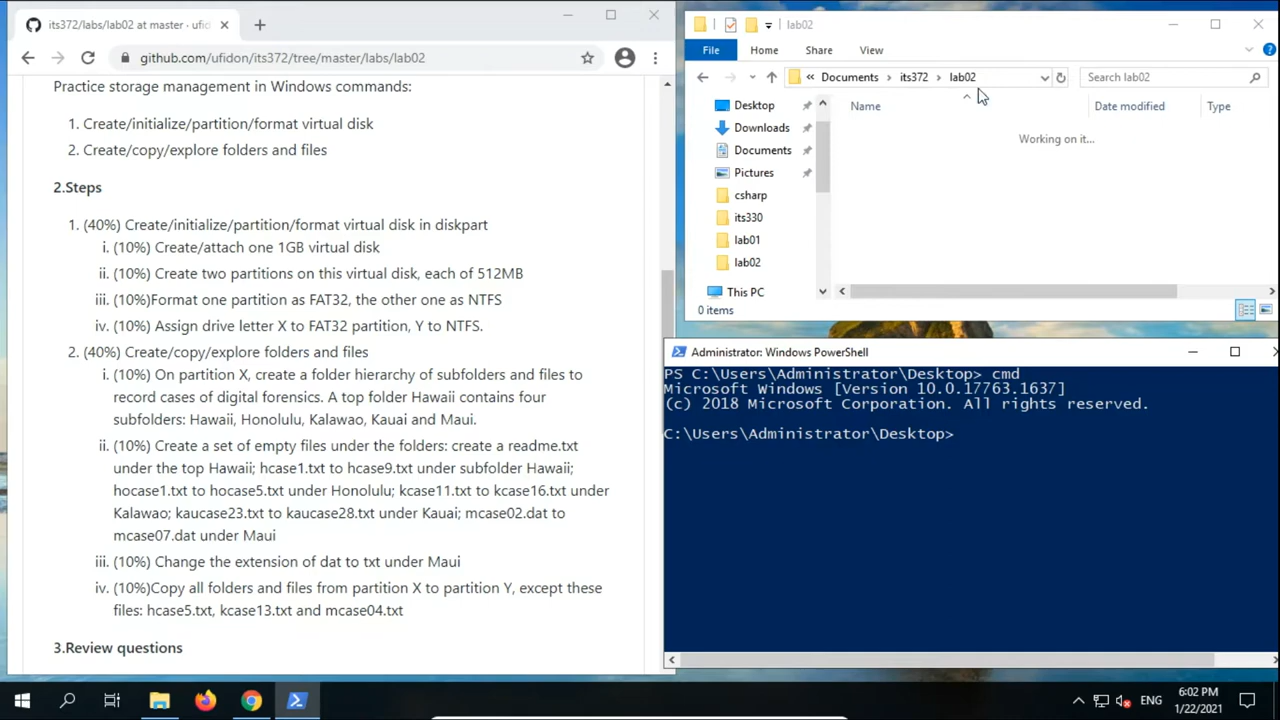 its372/labs/lab02 at master · ufid
github.com/ufidon/its372/tree/master/labs/lab02
Practice storage management in Windows commands:
1. Create/initialize/partition/format virtual disk
2. Create/copy/explore folders and files
2.Steps
1. (40%) Create/initialize/partition/format virtual disk in diskpart
i. (10%) Create/attach one 1GB virtual disk
ii. (10%) Create two partitions on this virtual disk, each of 512MB
iii. (10%)Format one partition as FAT32, the other one as NTFS
iv. (10%) Assign drive letter X to FAT32 partition, Y to NTFS.
2. (40%) Create/copy/explore folders and files
i. (10%) On partition X, create a folder hierarchy of subfolders and files to
record cases of digital forensics. A top folder Hawaii contains four
subfolders: Hawaii, Honolulu, Kalawao, Kauai and Maui.
ii. (10%) Create a set of empty files under the folders: create a readme.txt
under the top Hawaii; hcase1.txt to hcase9.txt under subfolder Hawaii;
hocase1.txt to hocase5.txt under Honolulu; kcase11.txt to kcase16.txt under
Kalawao; kaucase23.txt to kaucase28.txt under Kauai; mcase02.dat to
mcase07.dat under Maui
iii. (10%) Change the extension of dat to txt under Maui
iv. (10%)Copy all folders and files from partition X to partition Y, except these
files: hcase5.txt, kcase13.txt and mcase04.txt
3.Review questions
lab02
File Home Share View
« Documents › its372 › lab02
Search lab02
Name Date modified Type
Working on it...
Desktop
Downloads
Documents
Pictures
csharp
its330
lab01
lab02
This PC
0 items
Administrator: Windows PowerShell
PS C:\Users\Administrator\Desktop> cmd
Microsoft Windows [Version 10.0.17763.1637]
(c) 2018 Microsoft Corporation. All rights reserved.
C:\Users\Administrator\Desktop>
ENG
6:02 PM
1/22/2021